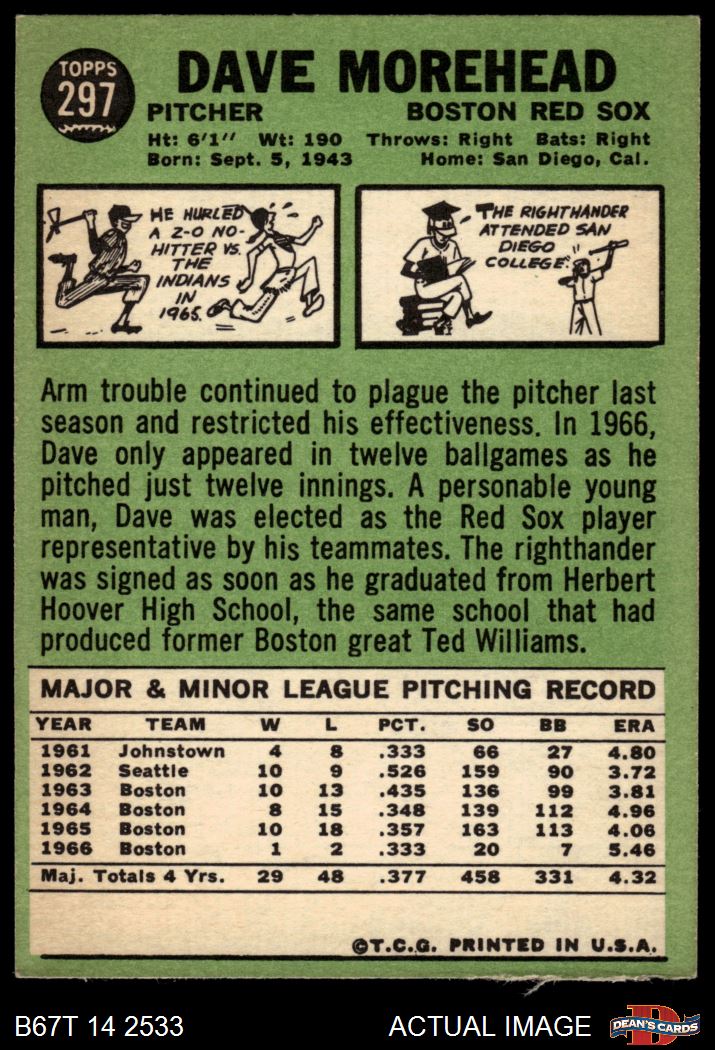 TOPPS
297
DAVE MOREHEAD
PITCHER BOSTON RED SOX
Ht: 6'1" Wt: 190 Throws: Right Bats: Right
Born: Sept. 5, 1943 Home: San Diego, Cal.
HE HURLED
A 2-0 NO-
HITTER VS.
THE
INDIANS
IN
1965.
THE RIGHTHANDER
ATTENDED SAN
DIEGO
COLLEGE.
Arm trouble continued to plague the pitcher last
season and restricted his effectiveness. In 1966,
Dave only appeared in twelve ballgames as he
pitched just twelve innings. A personable young
man, Dave was elected as the Red Sox player
representative by his teammates. The righthander
was signed as soon as he graduated from Herbert
Hoover High School, the same school that had
produced former Boston great Ted Williams.
MAJOR & MINOR LEAGUE PITCHING RECORD
YEAR TEAM W L PCT. SO BB ERA
1961 Johnstown 4 8 .333 66 27 4.80
1962 Seattle 10 9 .526 159 90 3.72
1963 Boston 10 13 .435 136 99 3.81
1964 Boston 8 15 .348 139 112 4.96
1965 Boston 10 18 .357 163 113 4.06
1966 Boston 1 2 .333 20 7 5.46
Maj. Totals 4 Yrs. 29 48 .377 458 331 4.32
©T.C.G. PRINTED IN U.S.A.
B67T 14 2533 ACTUAL IMAGE
D
DEAN'S CARDS